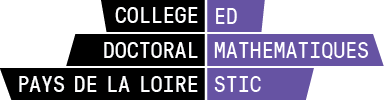 COLLEGE ED
DOCTORAL MATHEMATIQUES
PAYS DE LA LOIRE STIC